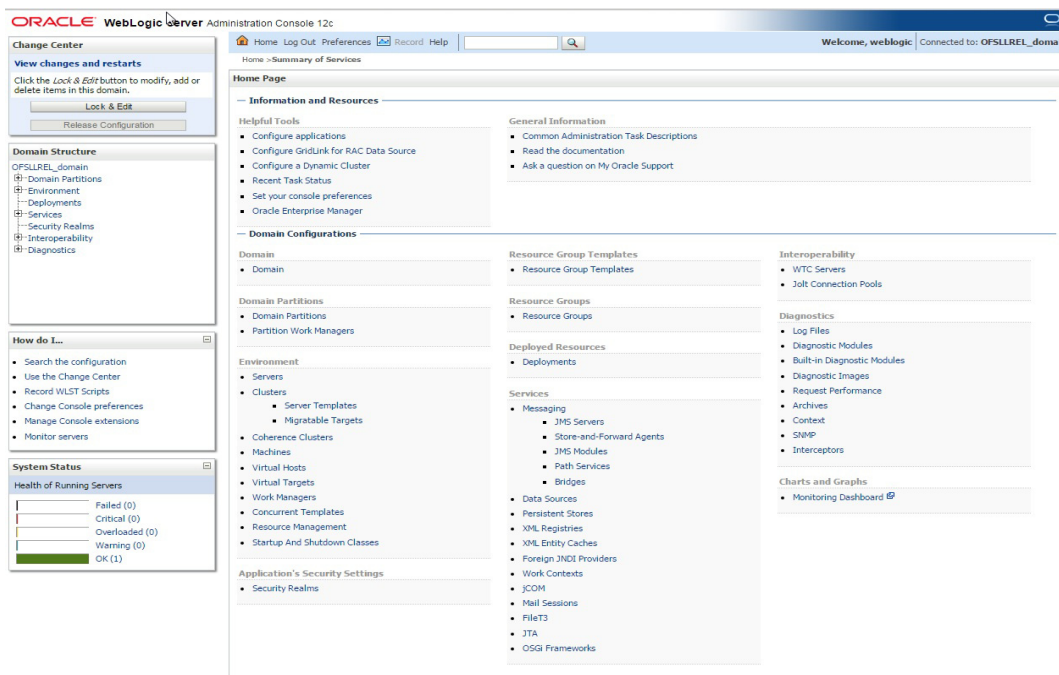 ORACLE WebLogic Server Administration Console 12c
Change Center
View changes and restarts
Click the Lock & Edit button to modify, add or
delete items in this domain.
Lock & Edit
Release Configuration
Domain Structure
OFSLLREL_domain
Domain Partitions
Environment
Deployments
Services
Security Realms
Interoperability
Diagnostics
How do I...
Search the configuration
Use the Change Center
Record WLST Scripts
Change Console preferences
Manage Console extensions
Monitor servers
System Status
Health of Running Servers
Failed (0)
Critical (0)
Overloaded (0)
Warning (0)
OK (1)
Home Log Out Preferences Record Help
Welcome, weblogic Connected to: OFSLLREL_doma
Home >Summary of Services
Home Page
Information and Resources
Helpful Tools
Configure applications
Configure GridLink for RAC Data Source
Configure a Dynamic Cluster
Recent Task Status
Set your console preferences
Oracle Enterprise Manager
General Information
Common Administration Task Descriptions
Read the documentation
Ask a question on My Oracle Support
Domain Configurations
Domain
Domain
Domain Partitions
Domain Partitions
Partition Work Managers
Environment
Servers
Clusters
Server Templates
Migratable Targets
Coherence Clusters
Machines
Virtual Hosts
Virtual Targets
Work Managers
Concurrent Templates
Resource Management
Startup And Shutdown Classes
Application's Security Settings
Security Realms
Resource Group Templates
Resource Group Templates
Resource Groups
Resource Groups
Deployed Resources
Deployments
Services
Messaging
JMS Servers
Store-and-Forward Agents
JMS Modules
Path Services
Bridges
Data Sources
Persistent Stores
XML Registries
XML Entity Caches
Foreign JNDI Providers
Work Contexts
jCOM
Mail Sessions
FileT3
JTA
OSGi Frameworks
Interoperability
WTC Servers
Jolt Connection Pools
Diagnostics
Log Files
Diagnostic Modules
Built-in Diagnostic Modules
Diagnostic Images
Request Performance
Archives
Context
SNMP
Interceptors
Charts and Graphs
Monitoring Dashboard